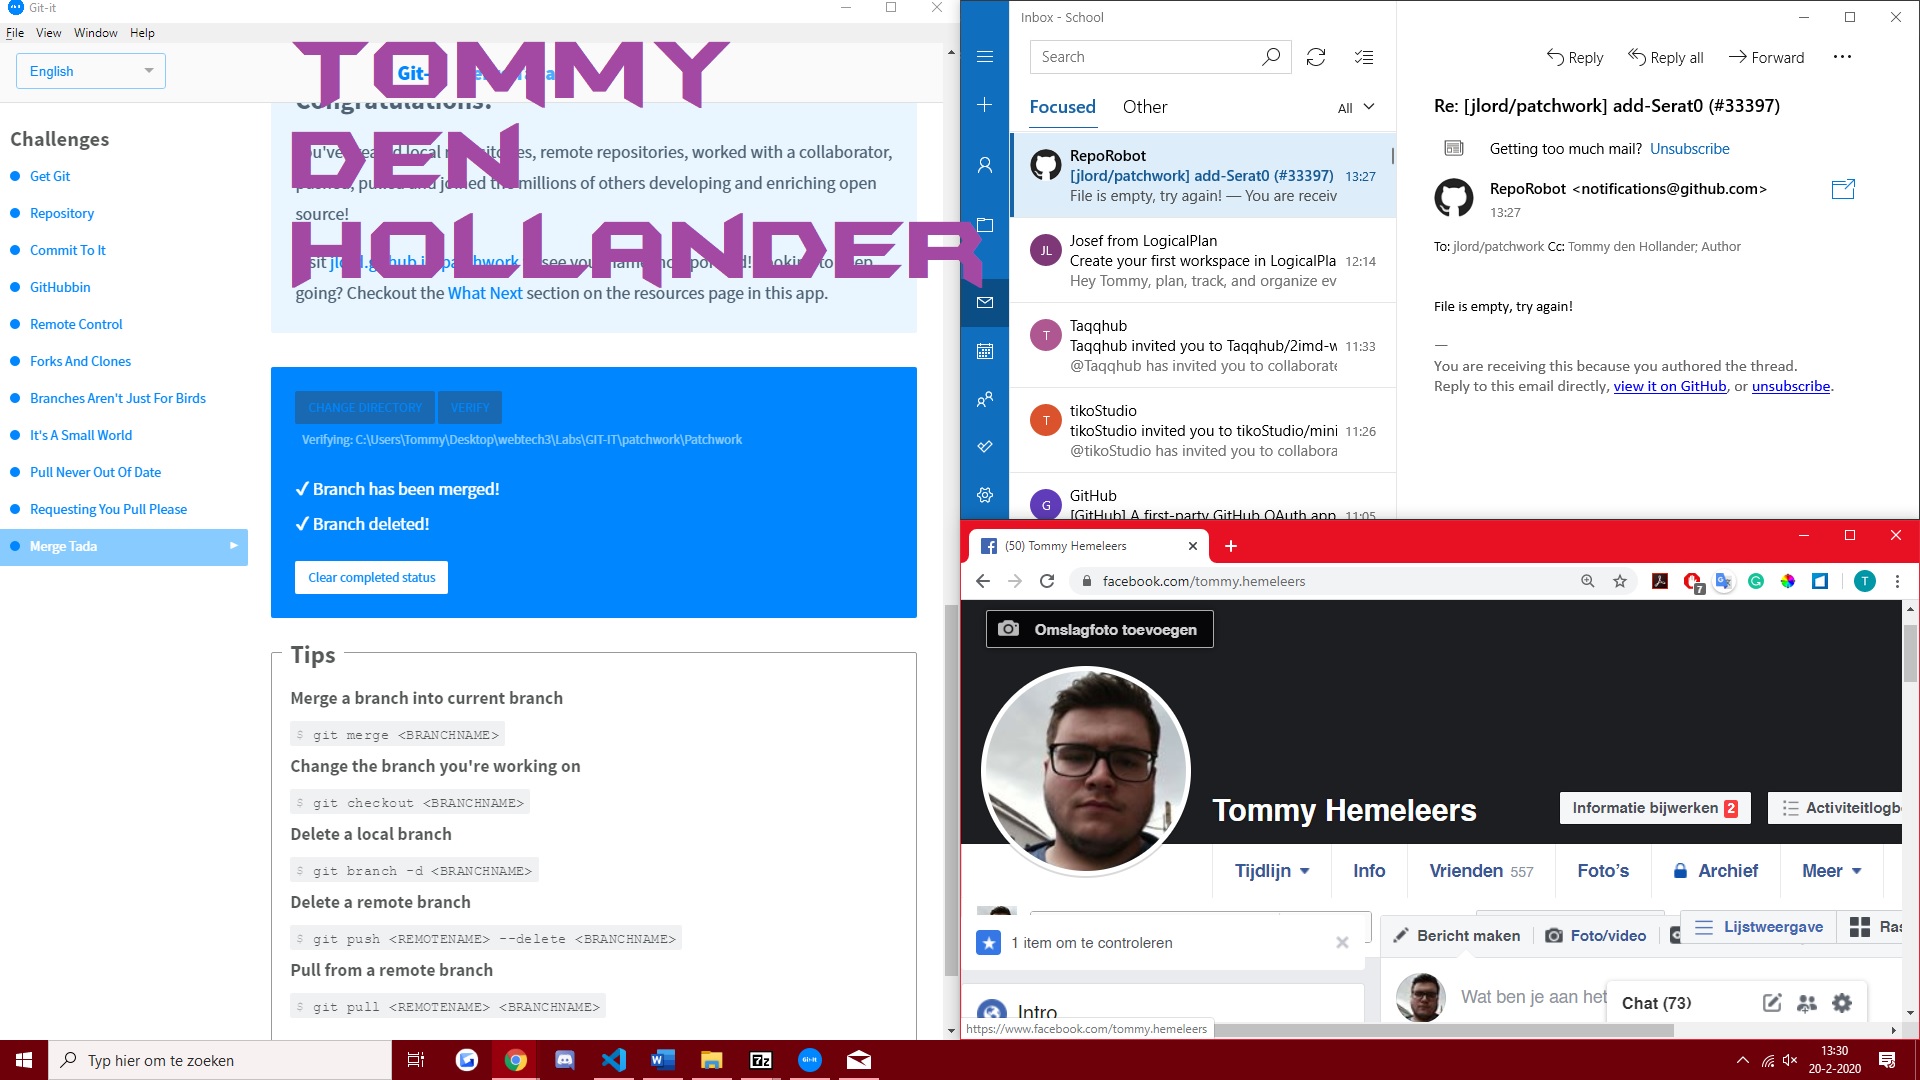 Git-it
File View Window Help
English
Challenges
Get Git
Repository
Commit To It
GitHubbin
Remote Control
Forks And Clones
Branches Aren't Just For Birds
It's A Small World
Pull Never Out Of Date
Requesting You Pull Please
Merge Tada
TOMMY
DEN
HOLLANDER
Git-
Congratulations!
local repositories, remote repositories, worked with a collaborator,
pushed, pulled and joined the millions of others developing and enriching open
source!
going? Checkout the What Next section on the resources page in this app.
CHANGE DIRECTORY VERIFY
Verifying: C:\Users\Tommy\Desktop\webtech3\Labs\GIT-IT\patchwork\Patchwork
✓ Branch has been merged!
✓ Branch deleted!
Clear completed status
Tips
Merge a branch into current branch
$ git merge <BRANCHNAME>
Change the branch you're working on
$ git checkout <BRANCHNAME>
Delete a local branch
$ git branch -d <BRANCHNAME>
Delete a remote branch
$ git push <REMOTENAME> --delete <BRANCHNAME>
Pull from a remote branch
$ git pull <REMOTENAME> <BRANCHNAME>
Inbox - School
Search
Focused Other All
RepoRobot
[jlord/patchwork] add-Serat0 (#33397) 13:27
File is empty, try again! — You are receiv
JL
Josef from LogicalPlan
Create your first workspace in LogicalPla 12:14
Hey Tommy, plan, track, and organize ev
T
Taqqhub
Taqqhub invited you to Taqqhub/2imd-w 11:33
@Taqqhub has invited you to collaborate
T
tikoStudio
tikoStudio invited you to tikoStudio/mini 11:26
@tikoStudio has invited you to collabora
G
GitHub
[GitHub] A first-party GitHub OAuth app 11:05
Reply Reply all Forward
Re: [jlord/patchwork] add-Serat0 (#33397)
Getting too much mail? Unsubscribe
RepoRobot <notifications@github.com>
13:27
To: jlord/patchwork Cc: Tommy den Hollander; Author
File is empty, try again!
—
You are receiving this because you authored the thread.
Reply to this email directly, view it on GitHub, or unsubscribe.
(50) Tommy Hemeleers
facebook.com/tommy.hemeleers
7
T
Omslagfoto toevoegen
Tommy Hemeleers
Informatie bijwerken 2
Activiteitlogb
Tijdlijn Info Vrienden 557 Foto's Archief Meer
1 item om te controleren
Intro
Bericht maken Foto/video
Lijstweergave Ras
Wat ben je aan het
Chat (73)
https://www.facebook.com/tommy.hemeleers
Typ hier om te zoeken
13:30
20-2-2020